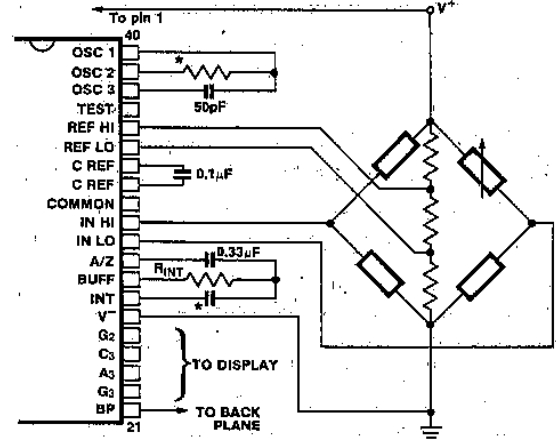 To pin 1
V+
40
OSC 1
OSC 2
*
OSC 3
50pF
TEST
REF HI
REF LO
C REF
0.1µF
C REF
COMMON
IN HI
IN LO
A/Z
0.33µF
BUFF
RINT
INT
*
V−
G2
C3
TO DISPLAY
A3
G3
BP
TO BACK
PLANE
21